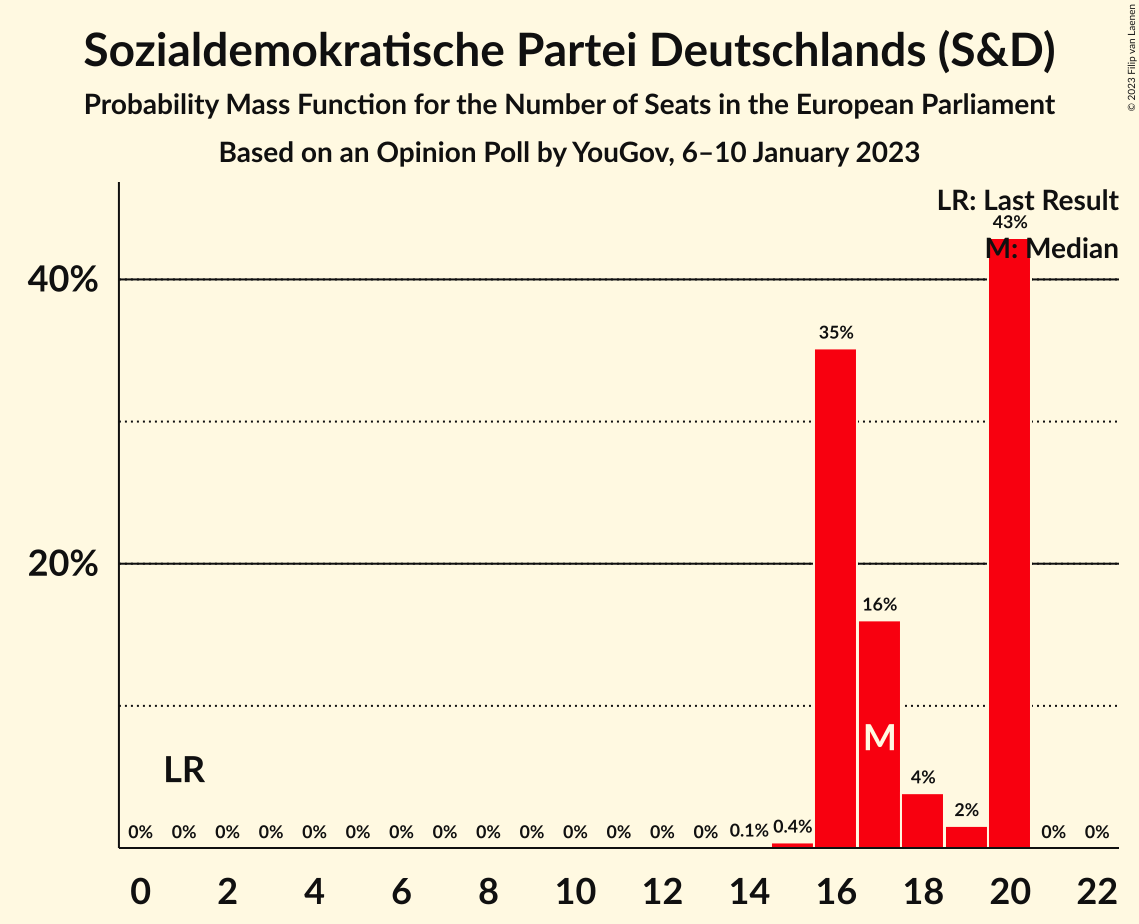 Sozialdemokratische Partei Deutschlands (S&D)
Probability Mass Function for the Number of Seats in the European Parliament
Based on an Opinion Poll by YouGov, 6–10 January 2023
© 2023 Filip van Laenen
LR: Last Result
43%
M: Median
40%
35%
20%
16%
M
LR
4%
2%
0% 0% 0% 0% 0% 0% 0% 0% 0% 0% 0% 0% 0% 0% 0.1% 0.4% 0% 0%
0 2 4 6 8 10 12 14 16 18 20 22